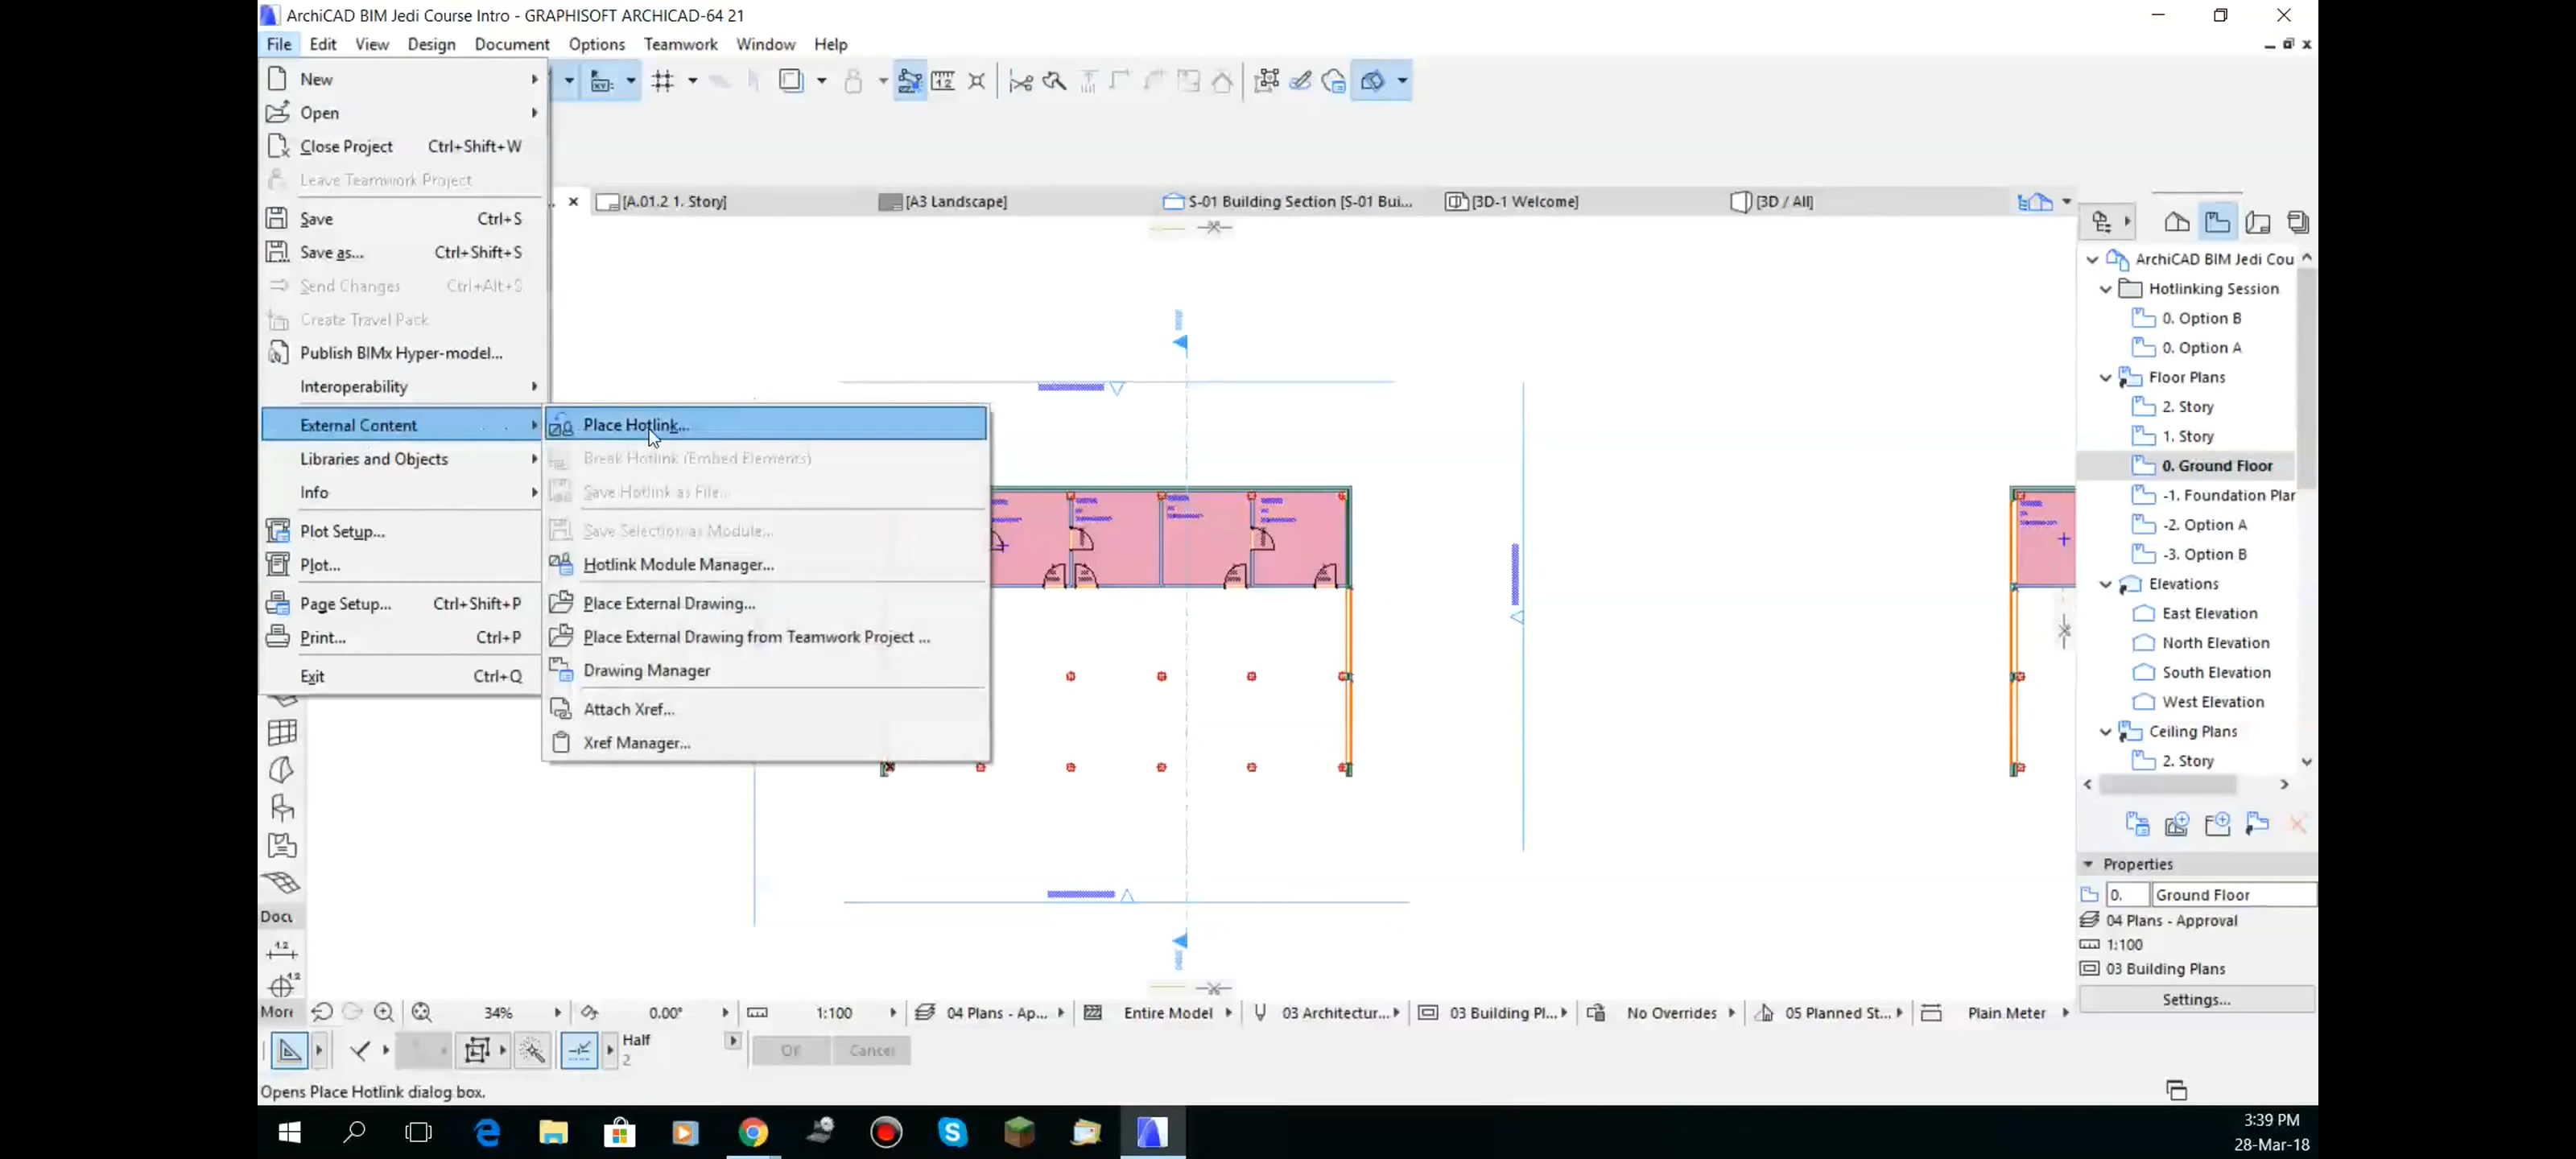 ArchiCAD BIM Jedi Course Intro - GRAPHISOFT ARCHICAD-64 21
File Edit View Design Document Options Teamwork Window Help
New
Open
Close Project Ctrl+Shift+W
Leave Teamwork Project
Save Ctrl+S
Save as... Ctrl+Shift+S
Send Changes Ctrl+Alt+S
Create Travel Pack
Publish BIMx Hyper-model...
Interoperability
External Content
Libraries and Objects
Info
Plot Setup...
Plot...
Page Setup... Ctrl+Shift+P
Print... Ctrl+P
Exit Ctrl+Q
Place Hotlink...
Break Hotlink (Embed Elements)
Save Hotlink as File...
Save Selection as Module...
Hotlink Module Manager...
Place External Drawing...
Place External Drawing from Teamwork Project ...
Drawing Manager
Attach Xref...
Xref Manager...
[A.01.2 1. Story] [A3 Landscape] S-01 Building Section [S-01 Bui... [3D-1 Welcome] [3D / All]
ArchiCAD BIM Jedi Cou
Hotlinking Session
0. Option B
0. Option A
Floor Plans
2. Story
1. Story
0. Ground Floor
-1. Foundation Plar
-2. Option A
-3. Option B
Elevations
East Elevation
North Elevation
South Elevation
West Elevation
Ceiling Plans
2. Story
Properties
0. Ground Floor
04 Plans - Approval
1:100
03 Building Plans
Settings...
Docu
1.2
1.2
More 34% 0.00° 1:100 04 Plans - Ap... Entire Model 03 Architectur... 03 Building Pl... No Overrides 05 Planned St... Plain Meter
Half
2
OK Cancel
Opens Place Hotlink dialog box.
3:39 PM
28-Mar-18